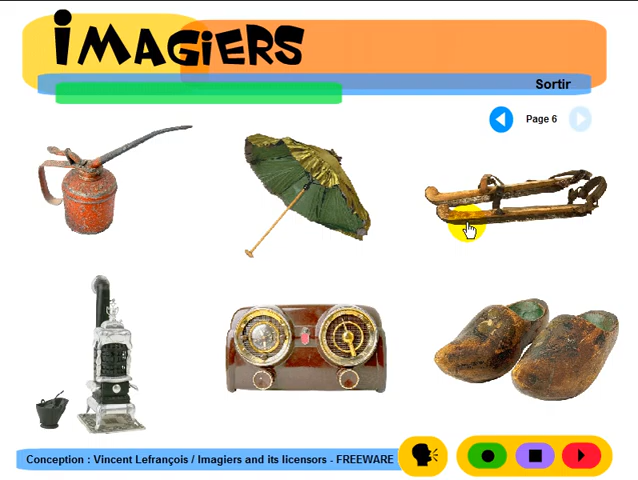 iMAGiERS
Sortir
Page 6
Conception : Vincent Lefrançois / Imagiers and its licensors - FREEWARE